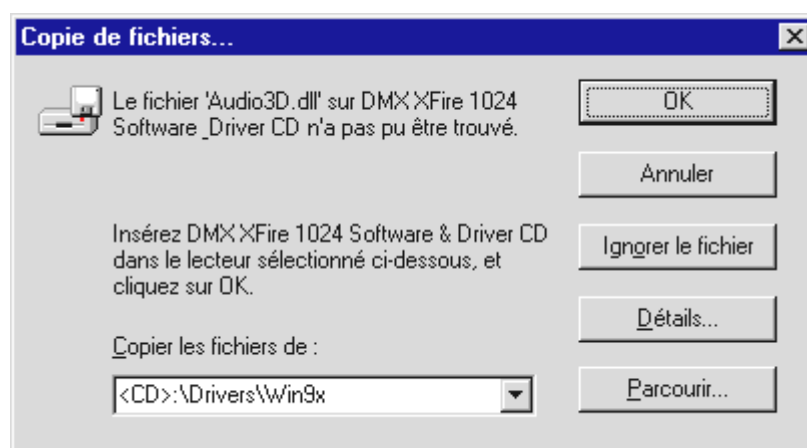 Copie de fichiers...
Le fichier 'Audio3D.dll' sur DMX XFire 1024
Software _Driver CD n'a pas pu être trouvé.
Insérez DMX XFire 1024 Software & Driver CD
dans le lecteur sélectionné ci-dessous, et
cliquez sur OK.
Copier les fichiers de :
<CD>:\Drivers\Win9x
OK
Annuler
Ignorer le fichier
Détails...
Parcourir...